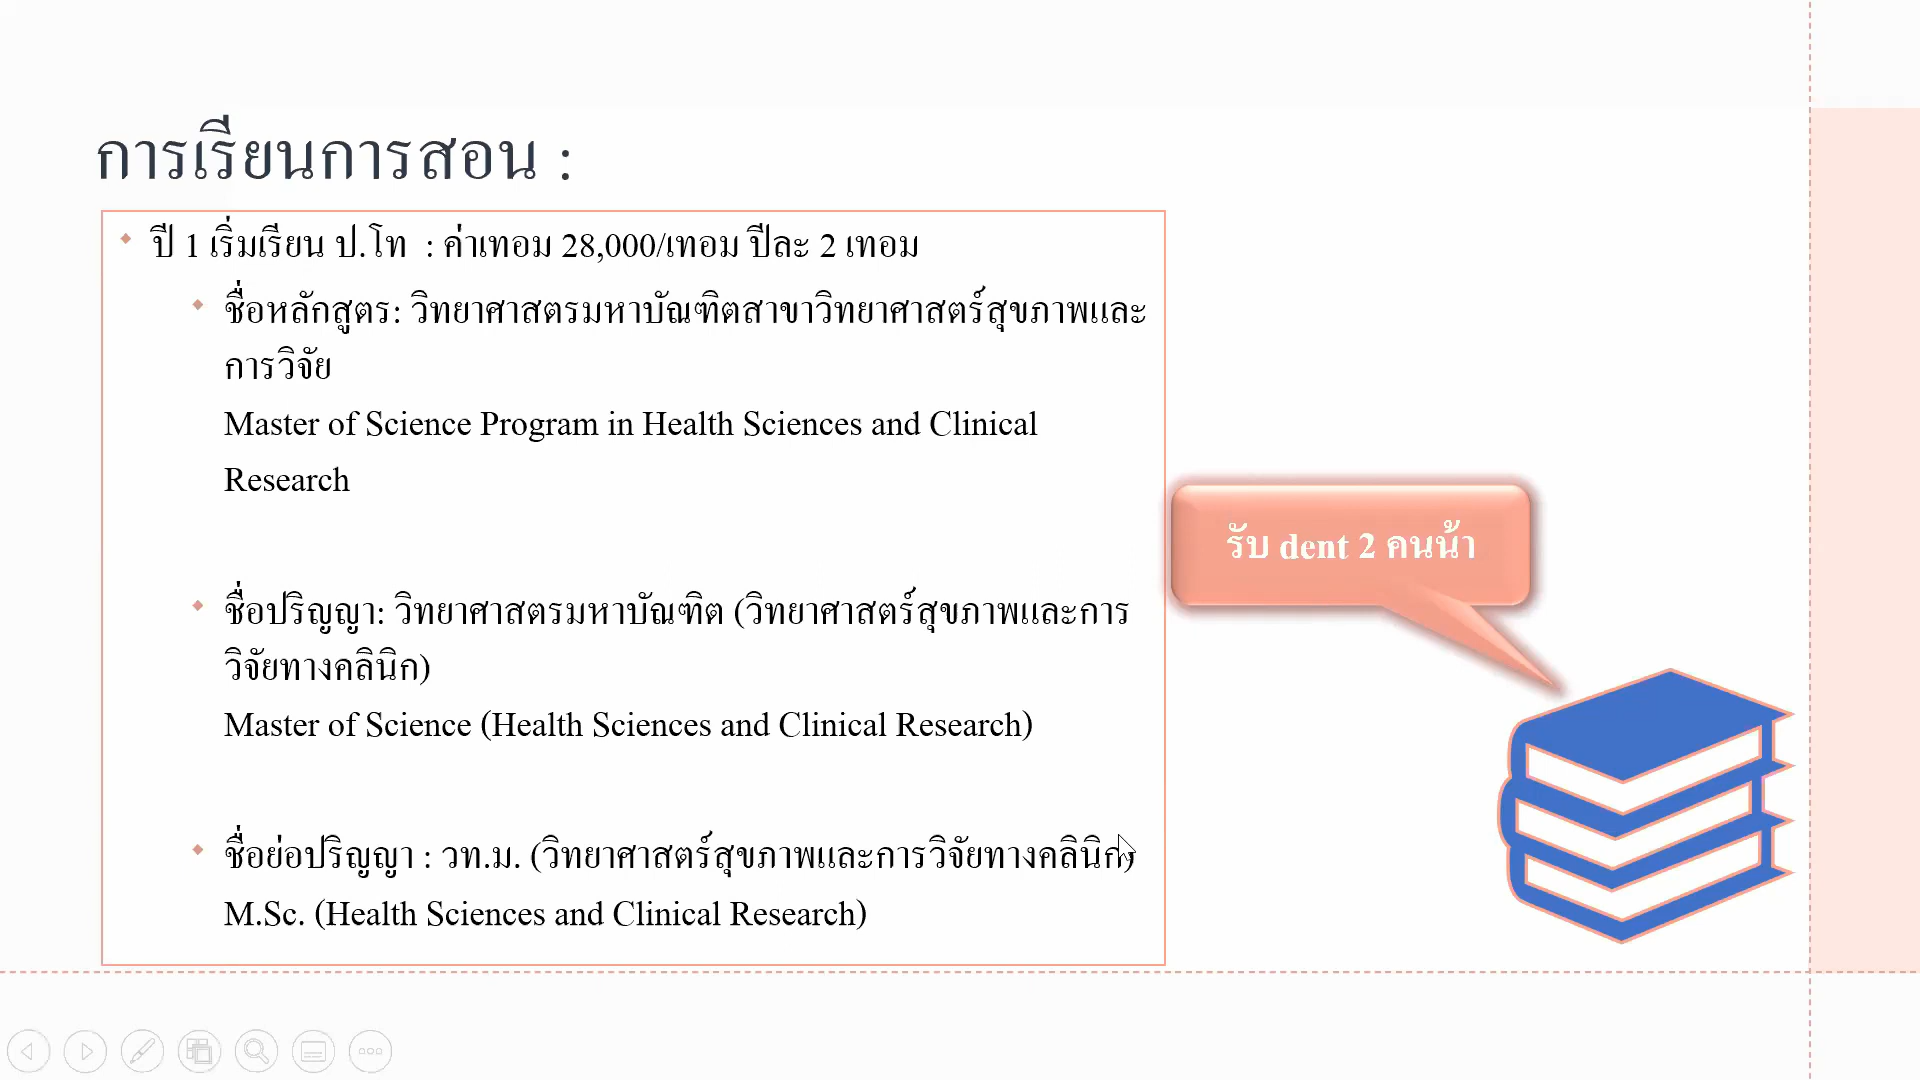 การเรียนการสอน :
ปี 1 เริ่มเรียน ป.โท : ค่าเทอม 28,000/เทอม ปีละ 2 เทอม
ชื่อหลักสูตร: วิทยาศาสตรมหาบัณฑิตสาขาวิทยาศาสตร์สุขภาพและ
การวิจัย
Master of Science Program in Health Sciences and Clinical
Research
รับ dent 2 คนน้า
ชื่อปริญญา: วิทยาศาสตรมหาบัณฑิต (วิทยาศาสตร์สุขภาพและการ
วิจัยทางคลินิก)
Master of Science (Health Sciences and Clinical Research)
ชื่อย่อปริญญา : วท.ม. (วิทยาศาสตร์สุขภาพและการวิจัยทางคลินิก)
M.Sc. (Health Sciences and Clinical Research)